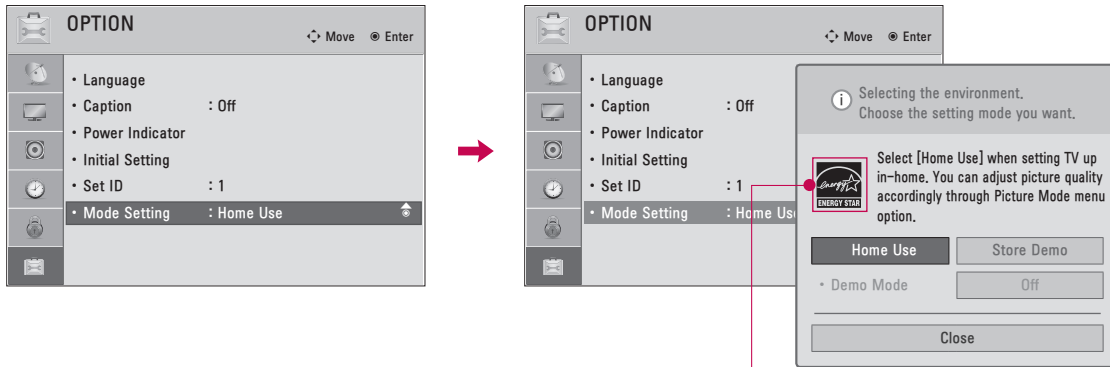 OPTION
Move Enter
• Language
• Caption : Off
• Power Indicator
• Initial Setting
• Set ID : 1
• Mode Setting : Home Use
OPTION
Move Enter
• Language
• Caption : Off
• Power Indicator
• Initial Setting
• Set ID : 1
• Mode Setting : Home Use
i
Selecting the environment.
Choose the setting mode you want.
energy
ENERGY STAR
Select [Home Use] when setting TV up
in-home. You can adjust picture quality
accordingly through Picture Mode menu
option.
Home Use Store Demo
• Demo Mode Off
Close